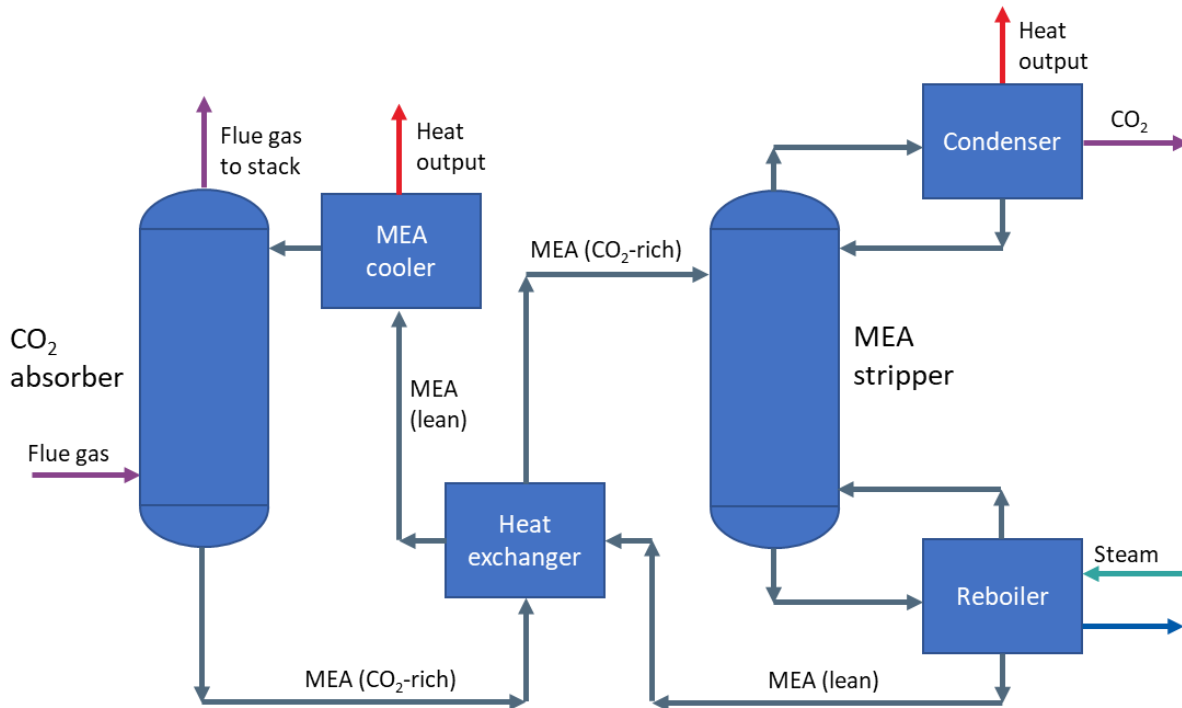 Heat
output
CO₂
Condenser
Flue gas
to stack
Heat
output
MEA
cooler
MEA (CO₂-rich)
CO₂
absorber
MEA
stripper
MEA
(lean)
Flue gas
Heat
exchanger
Steam
Reboiler
MEA (CO₂-rich)
MEA (lean)